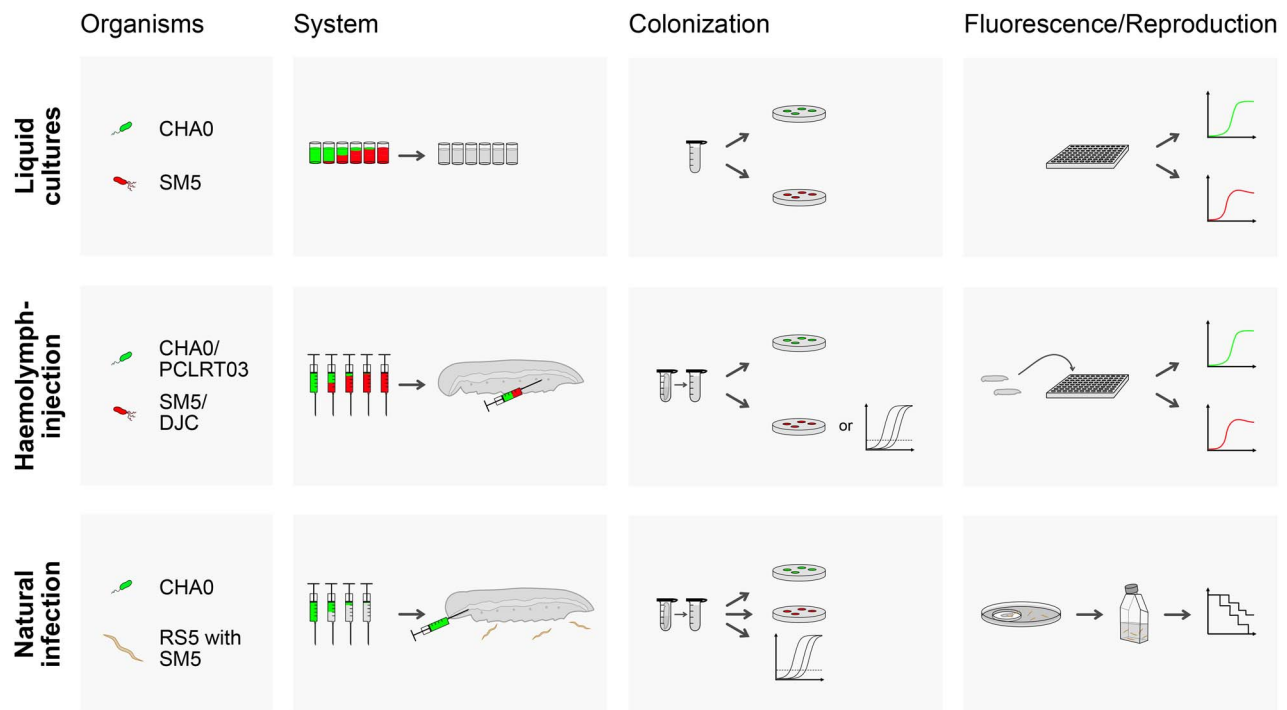 Organisms
System
Colonization
Fluorescence/Reproduction
Liquid
cultures
CHA0
SM5
Haemolymph-
injection
CHA0/
PCLRT03
SM5/
DJC
or
Natural
infection
CHA0
RS5 with
SM5